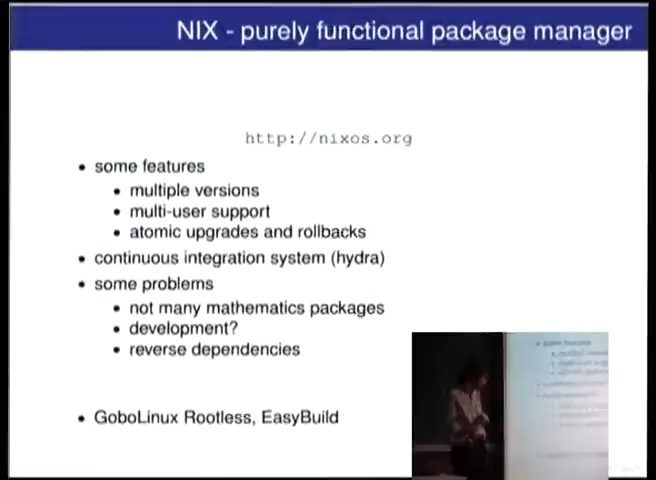 NIX - purely functional package manager
http://nixos.org
• some features
• multiple versions
• multi-user support
• atomic upgrades and rollbacks
• continuous integration system (hydra)
• some problems
• not many mathematics packages
• development?
• reverse dependencies
• GoboLinux Rootless, EasyBuild